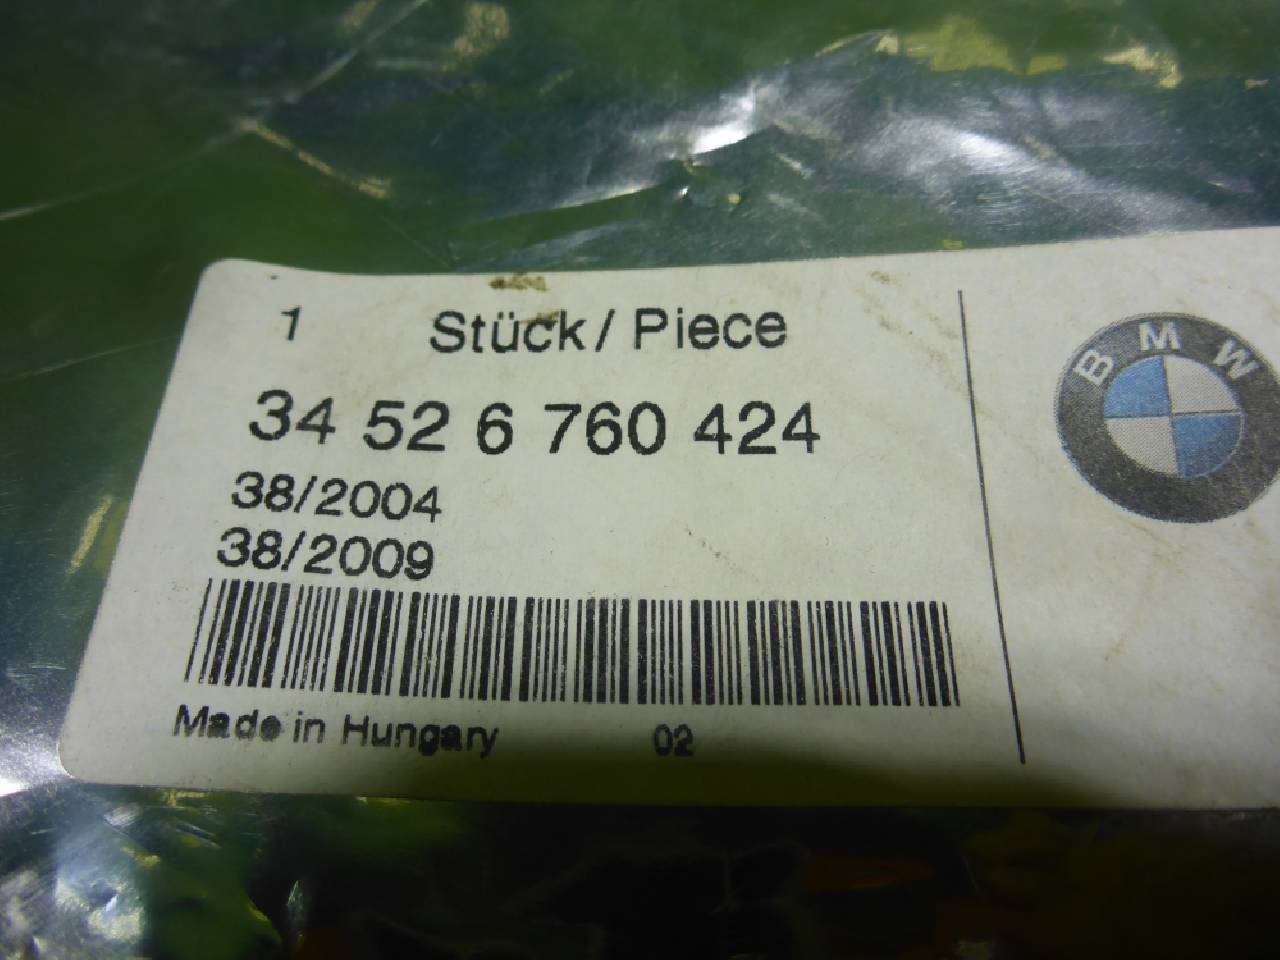 1 Stück / Piece
34 52 6 760 424
38/2004
38/2009
Made in Hungary 02
BMW